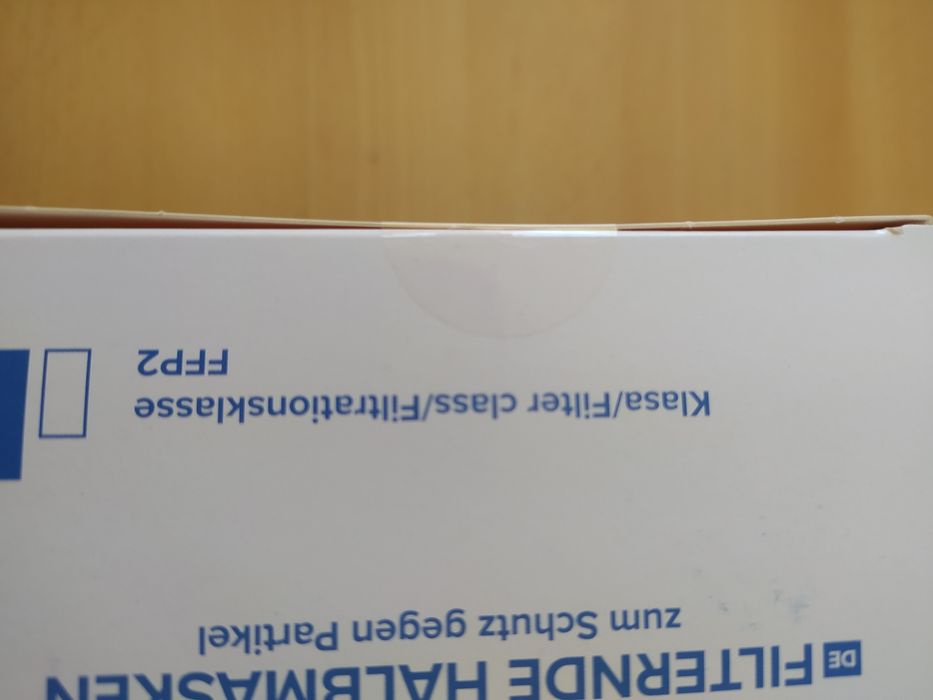 DE FILTERNDE HALBMASKEN
zum Schutz gegen Partikel
Klasa/Filter class/Filtrationsklasse
FFP2